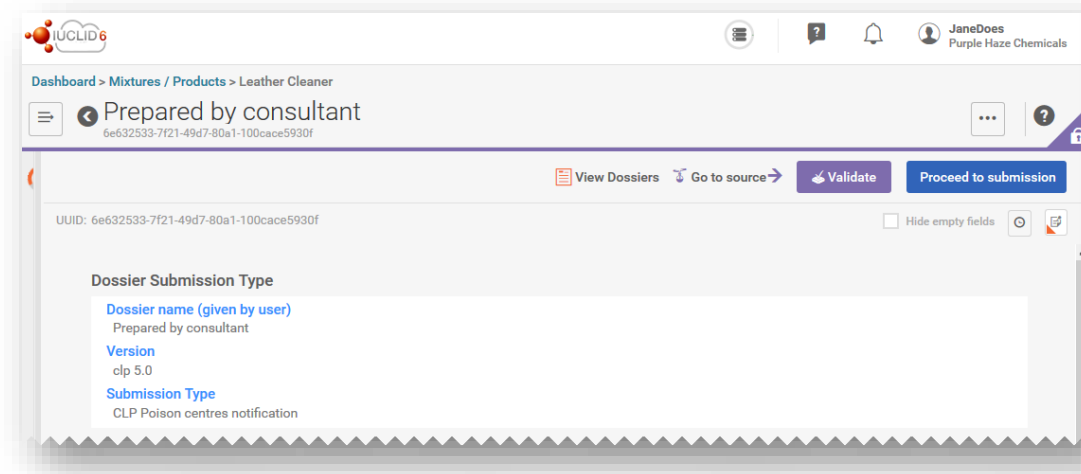 IUCLID 6
JaneDoes
Purple Haze Chemicals
Dashboard > Mixtures / Products > Leather Cleaner
Prepared by consultant
6e632533-7f21-49d7-80a1-100cace5930f
View Dossiers Go to source Validate Proceed to submission
UUID: 6e632533-7f21-49d7-80a1-100cace5930f Hide empty fields
Dossier Submission Type
Dossier name (given by user)
Prepared by consultant
Version
clp 5.0
Submission Type
CLP Poison centres notification